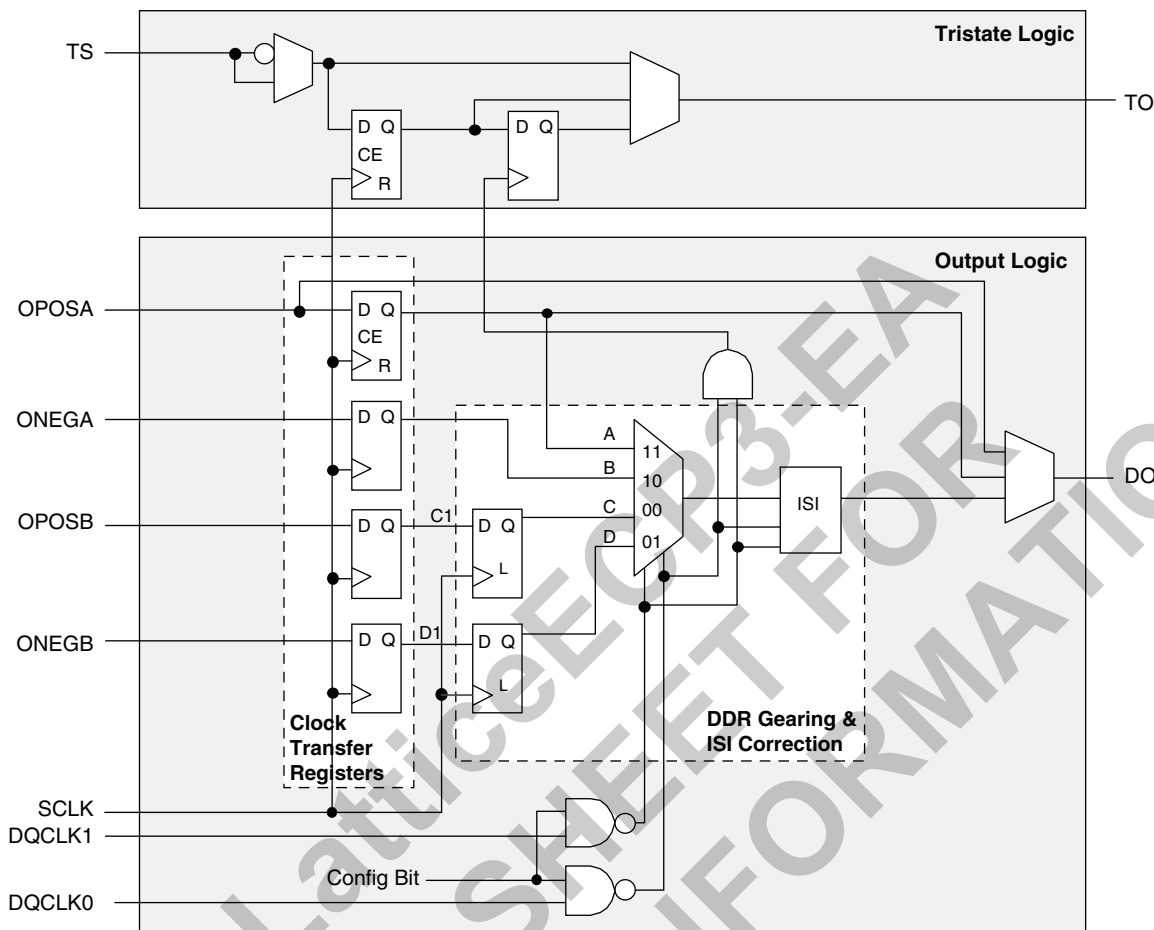 Tristate Logic
TS
TO
D Q
CE
R
D Q
Output Logic
OPOSA
D Q
CE
R
ONEGA
D Q
OPOSB
D Q
ONEGB
D Q
C1
D1
D Q
L
D Q
L
A
B
C
D
11
10
00
01
ISI
DO
Clock
Transfer
Registers
DDR Gearing &
ISI Correction
SCLK
DQCLK1
Config Bit
DQCLK0
LatticeECP3-EA
SHEET FOR
INFORMATIO